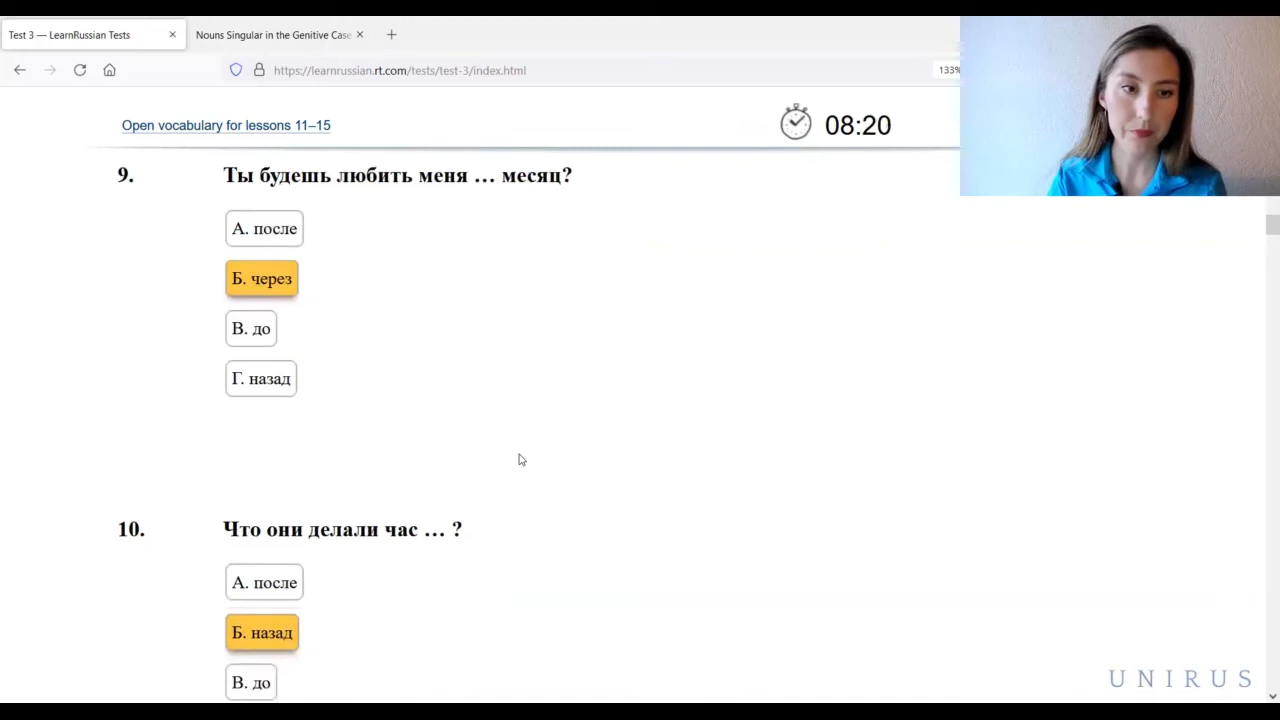 Test 3 — LearnRussian Tests
Nouns Singular in the Genitive Case
https://learnrussian.rt.com/tests/test-3/index.html
133%
Open vocabulary for lessons 11–15
08:20
9. Ты будешь любить меня … месяц?
А. после
Б. через
В. до
Г. назад
10. Что они делали час … ?
А. после
Б. назад
В. до
UNIRUS